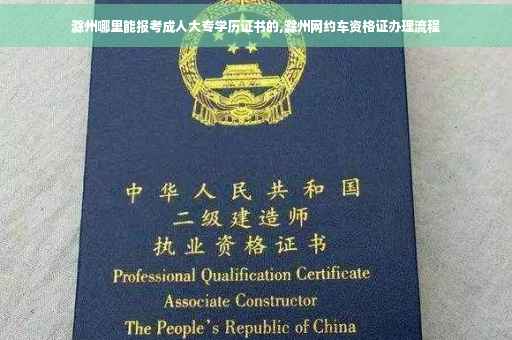 滁州哪里能报考成人大专学历证书的,滁州网约车资格证办理流程
中华人民共和国
二级建造师
执业资格证书
Professional Qualification Certificate
Associate Constructor
The People's Republic of China